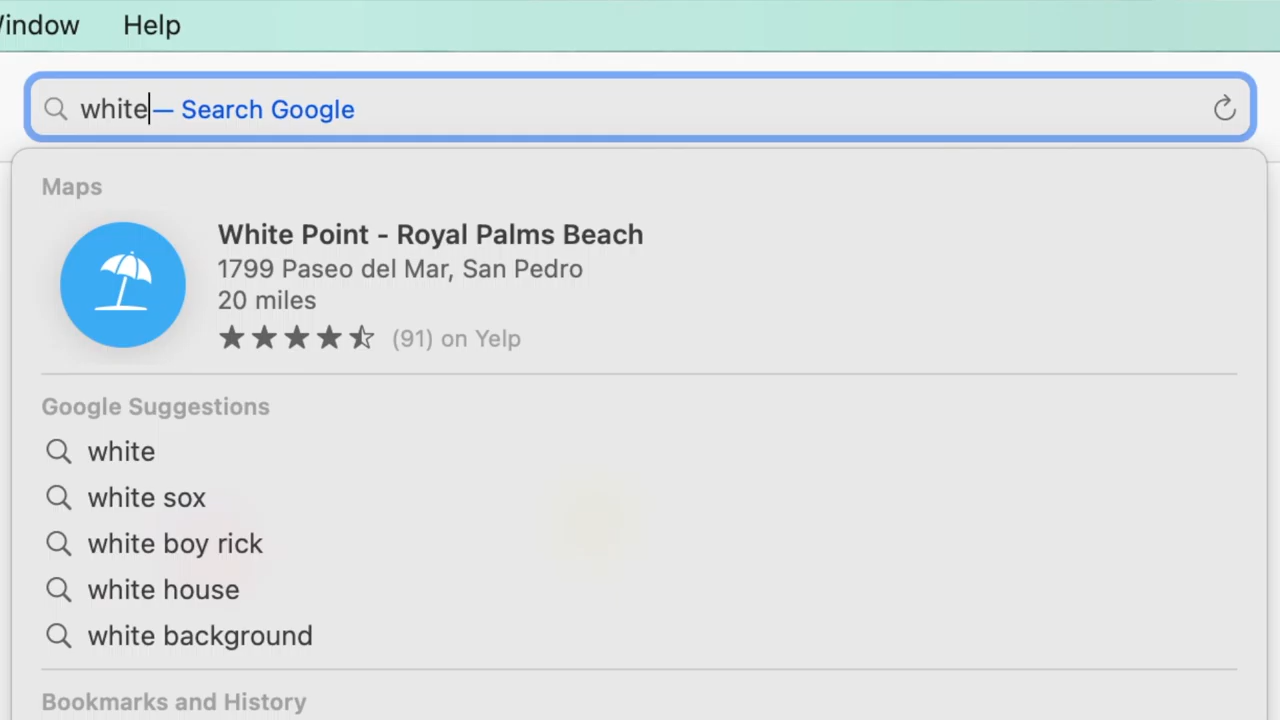 Window Help
white — Search Google
Maps
White Point - Royal Palms Beach
1799 Paseo del Mar, San Pedro
20 miles
(91) on Yelp
Google Suggestions
white
white sox
white boy rick
white house
white background
Bookmarks and History